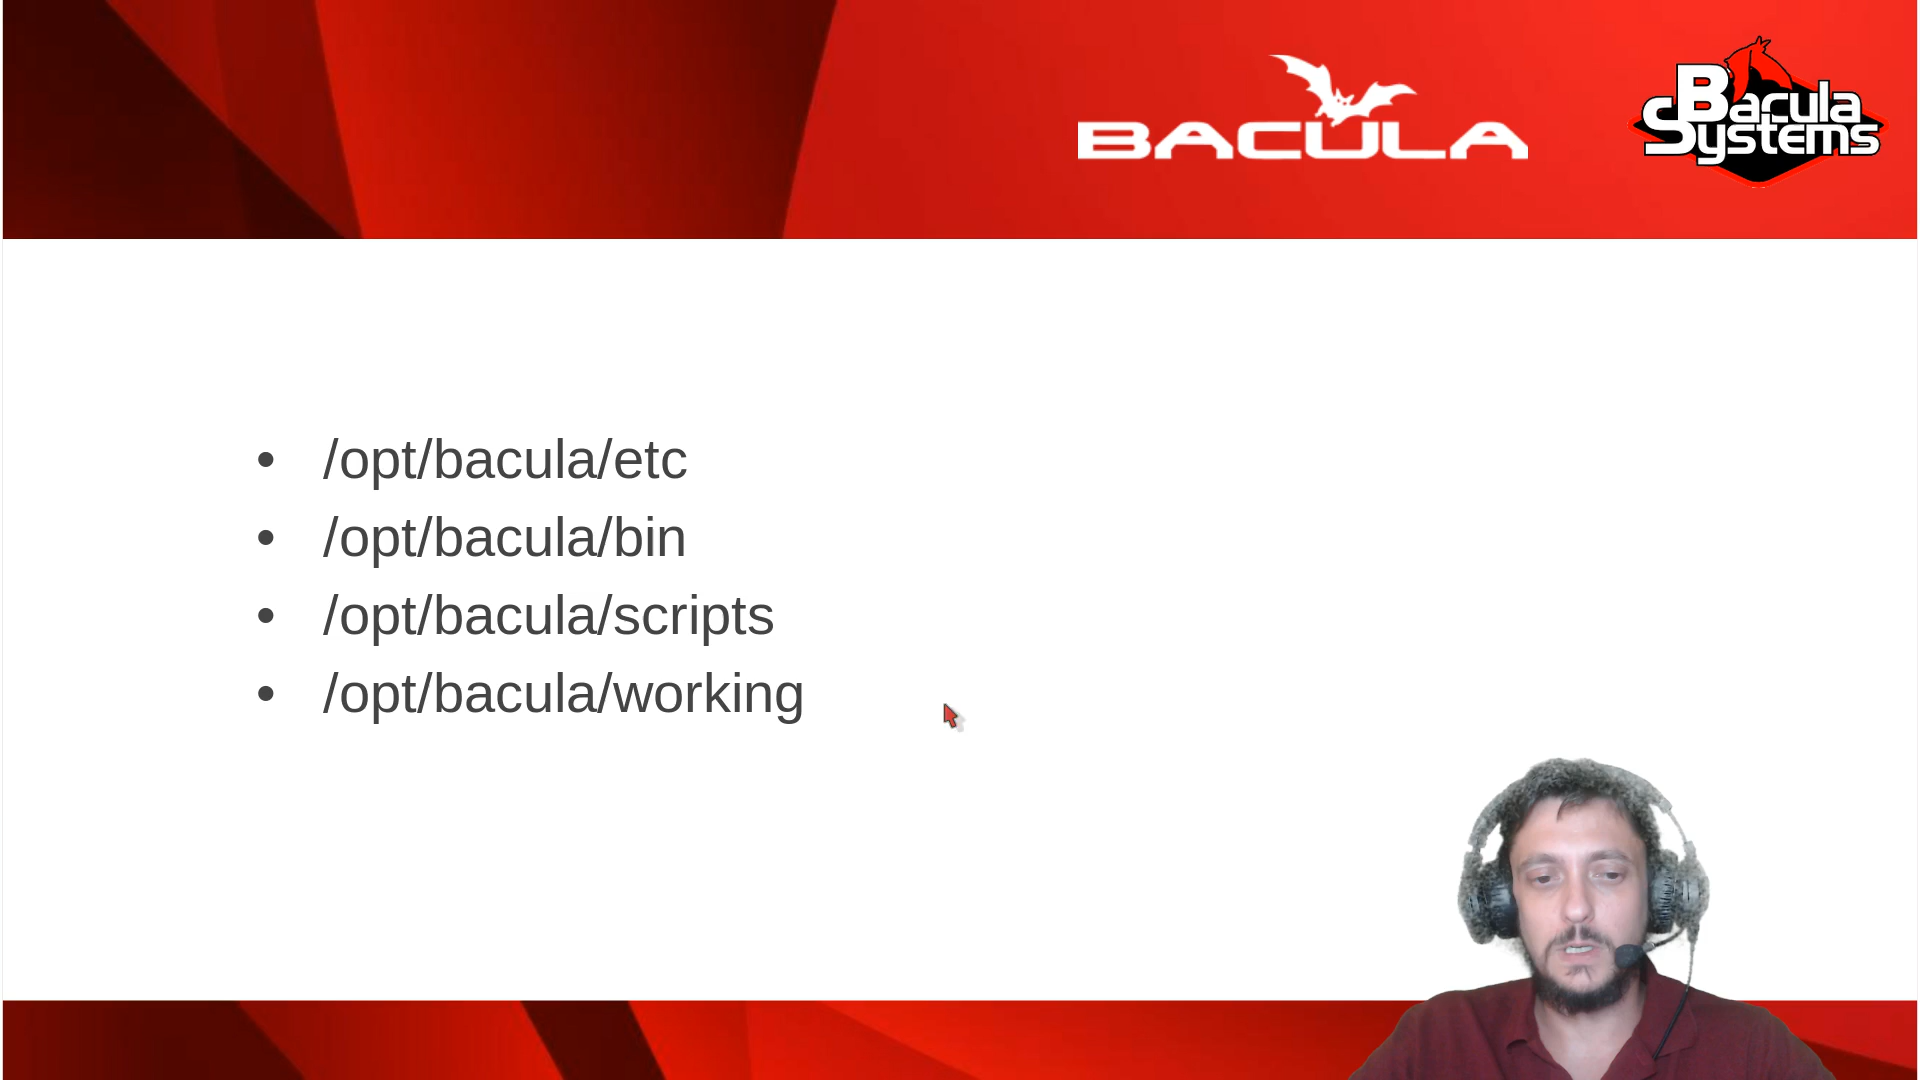 BACULA
Bacula
Systems
• /opt/bacula/etc
• /opt/bacula/bin
• /opt/bacula/scripts
• /opt/bacula/working